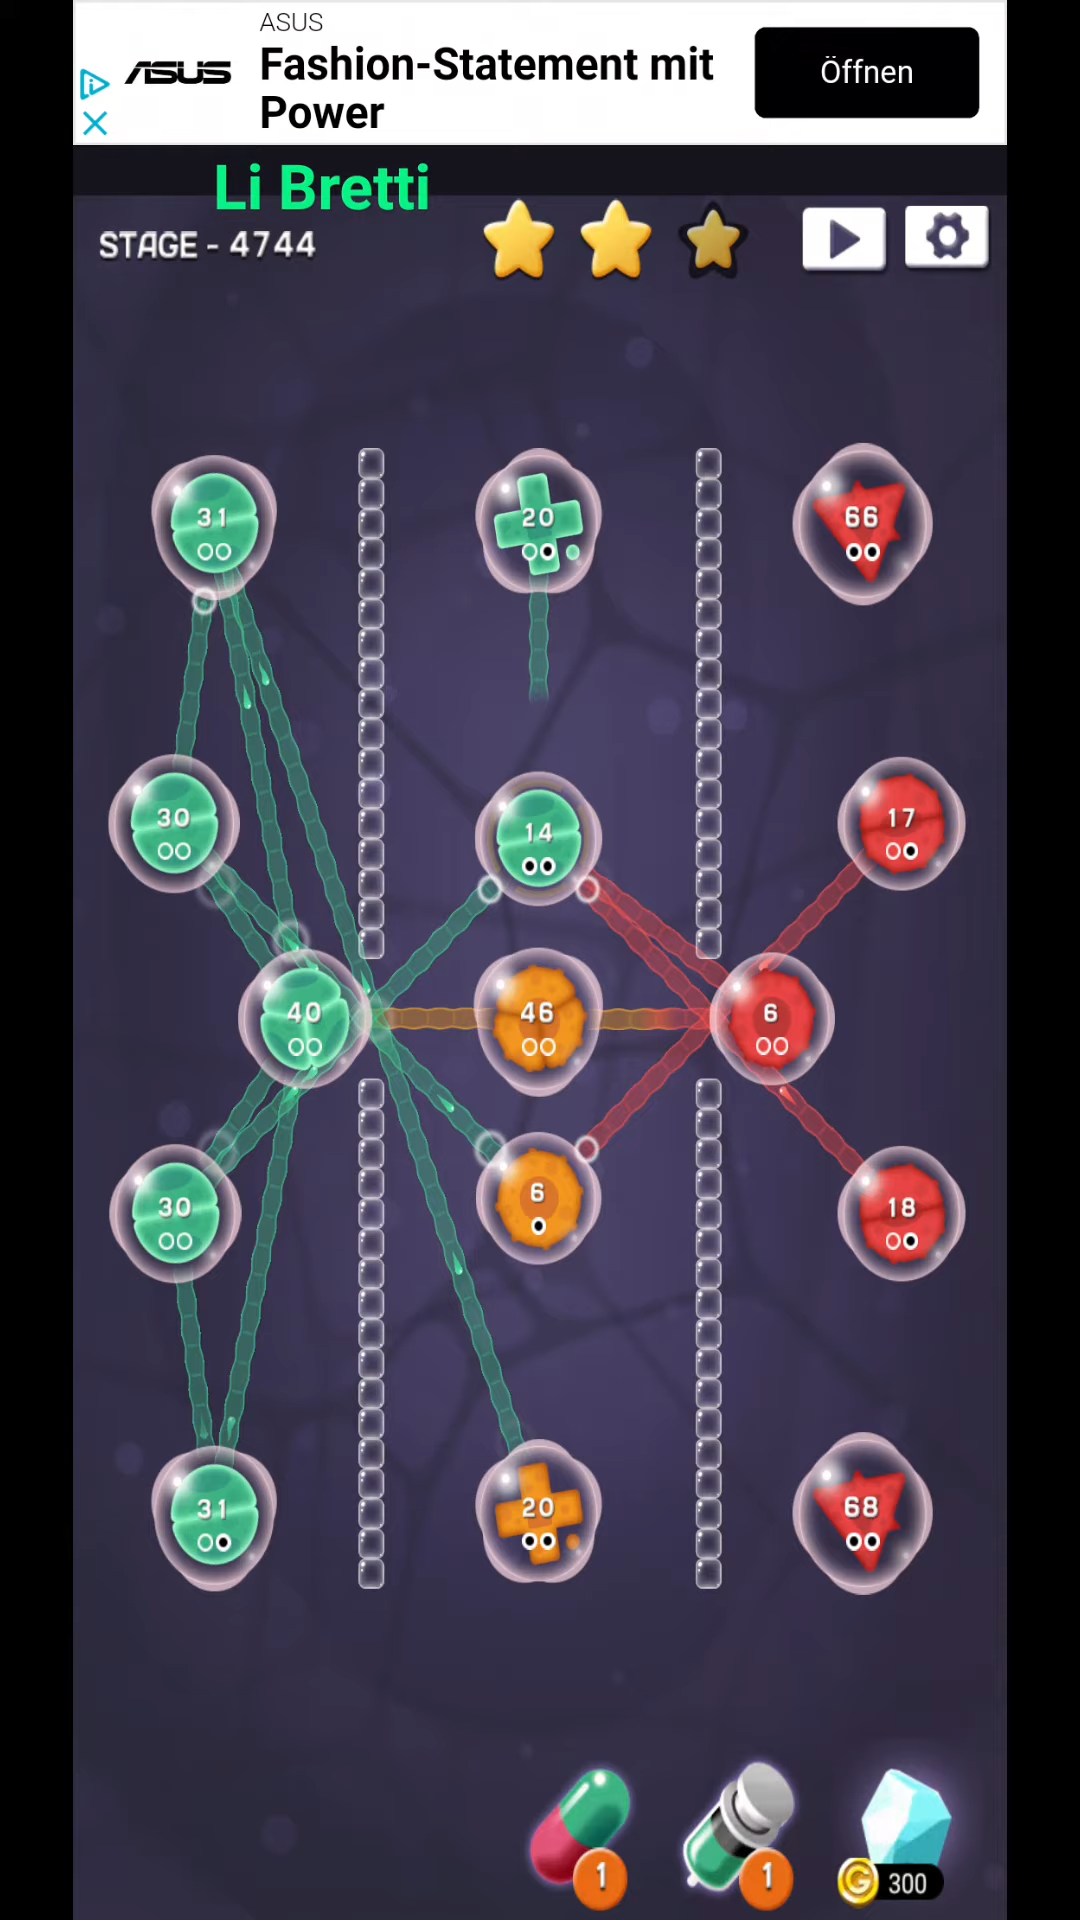 ASUS
ASUS
Fashion-Statement mit
Power
Öffnen
Li Bretti
STAGE - 4744
31
20
66
30
14
17
40
46
6
30
6
18
31
20
68
1
1
G
300